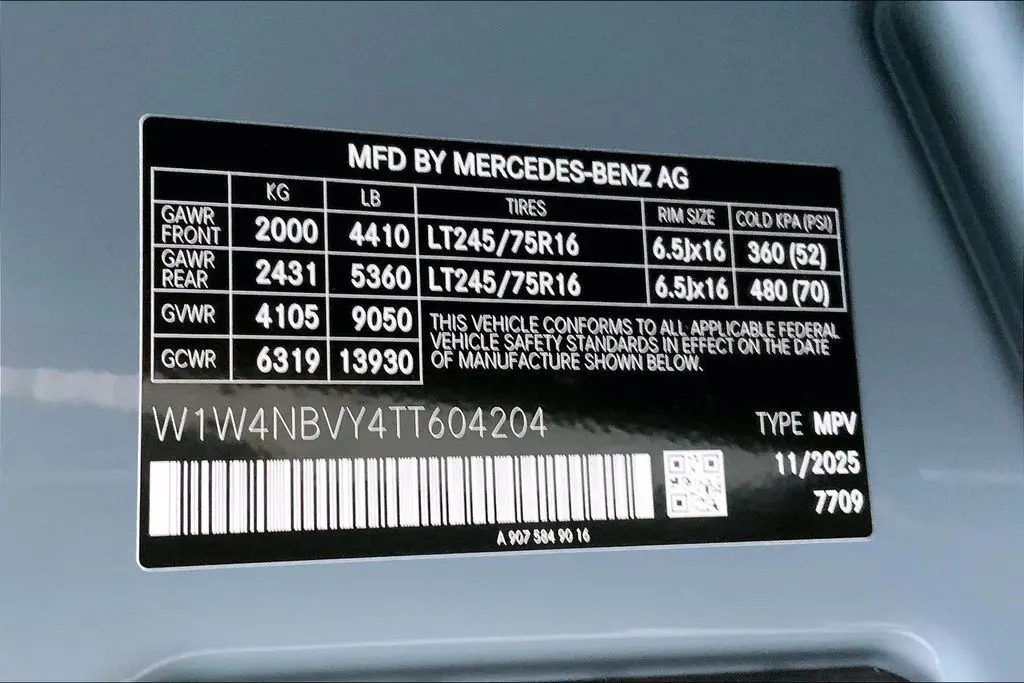 MFD BY MERCEDES-BENZ AG
KG LB TIRES RIM SIZE COLD KPA (PSI)
GAWR FRONT 2000 4410 LT245/75R16 6.5Jx16 360 (52)
GAWR REAR 2431 5360 LT245/75R16 6.5Jx16 480 (70)
GVWR 4105 9050
GCWR 6319 13930
THIS VEHICLE CONFORMS TO ALL APPLICABLE FEDERAL
VEHICLE SAFETY STANDARDS IN EFFECT ON THE DATE
OF MANUFACTURE SHOWN BELOW.
W1W4NBVY4TT604204
TYPE MPV
11/2025
7709
A 907 584 90 16